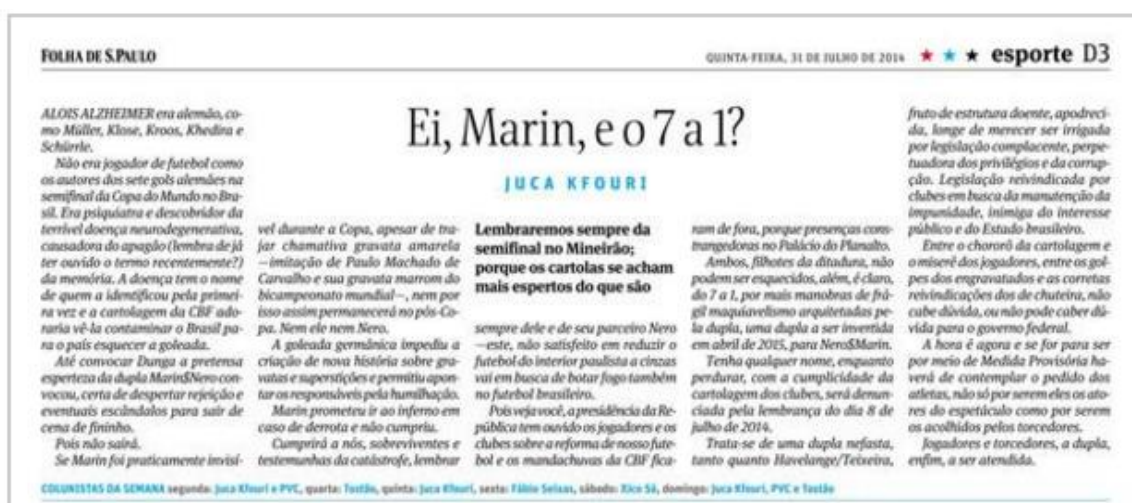 FOLHA DE S.PAULO
QUINTA-FEIRA, 31 DE JULHO DE 2014 ★ ★ ★ esporte D3
Ei, Marin, e o 7 a 1?
JUCA KFOURI
ALOIS ALZHEIMER era alemão, co-
mo Müller, Klose, Kroos, Khedira e
Schürrle.
Não era jogador de futebol como
os autores dos sete gols alemães na
semifinal da Copa do Mundo no Bra-
sil. Era psiquiatra e descobridor da
terrível doença neurodegenerativa,
causadora do apagão (lembra de já
ter ouvido o termo recentemente?)
da memória. A doença tem o nome
de quem a identificou pela primei-
ra vez e a cartolagem da CBF ado-
raria vê-la contaminar o Brasil pa-
ra o país esquecer a goleada.
Até convocar Dunga a pretensa
esperteza da dupla Marin$Nero con-
vocou, certa de despertar rejeição e
eventuais escândalos para sair de
cena de fininho.
Pois não sairá.
Se Marin foi praticamente invisí-
vel durante a Copa, apesar de tra-
jar chamativa gravata amarela
—imitação de Paulo Machado de
Carvalho e sua gravata marrom do
bicampeonato mundial—, nem por
isso assim permanecerá no pós-Co-
pa. Nem ele nem Nero.
A goleada germânica impediu a
criação de nova história sobre gra-
vatas e superstições e permitiu apon-
tar os responsáveis pela humilhação.
Marin prometeu ir ao inferno em
caso de derrota e não cumpriu.
Cumprirá a nós, sobreviventes e
testemunhas da catástrofe, lembrar
Lembraremos sempre da
semifinal no Mineirão;
porque os cartolas se acham
mais espertos do que são
sempre dele e de seu parceiro Nero
—este, não satisfeito em reduzir o
futebol do interior paulista a cinzas
vai em busca de botar fogo também
no futebol brasileiro.
Pois veja você, a presidência da Re-
pública tem ouvido os jogadores e os
clubes sobre a reforma de nosso fute-
bol e os mandachuvas da CBF fica-
ram de fora, porque presenças cons-
trangedoras no Palácio do Planalto.
Ambos, filhotes da ditadura, não
podem ser esquecidos, além, é claro,
do 7 a 1, por mais manobras de frá-
gil maquiavelismo arquitetadas pe-
la dupla, uma dupla a ser invertida
em abril de 2015, para Nero$Marin.
Tenha qualquer nome, enquanto
perdurar, com a cumplicidade da
cartolagem dos clubes, será denun-
ciada pela lembrança do dia 8 de
julho de 2014.
Trata-se de uma dupla nefasta,
tanto quanto Havelange/Teixeira,
fruto de estrutura doente, apodreci-
da, longe de merecer ser irrigada
por legislação complacente, perpe-
tuadora dos privilégios e da corrup-
ção. Legislação reivindicada por
clubes em busca da manutenção da
impunidade, inimiga do interesse
público e do Estado brasileiro.
Entre o chororô da cartolagem e
o miserê dos jogadores, entre os gol-
pes dos engravatados e as corretas
reivindicações dos de chuteira, não
cabe dúvida, ou não pode caber dú-
vida para o governo federal.
A hora é agora e se for para ser
por meio de Medida Provisória ha-
verá de contemplar o pedido dos
atletas, não só por serem eles os ato-
res do espetáculo como por serem
os acolhidos pelos torcedores.
Jogadores e torcedores, a dupla,
enfim, a ser atendida.
COLUNISTAS DA SEMANA segunda: Juca Kfouri e PVC, quarta: Tostão, quinta: Juca Kfouri, sexta: Fábio Seixas, sábado: Xico Sá, domingo: Juca Kfouri, PVC e Tostão